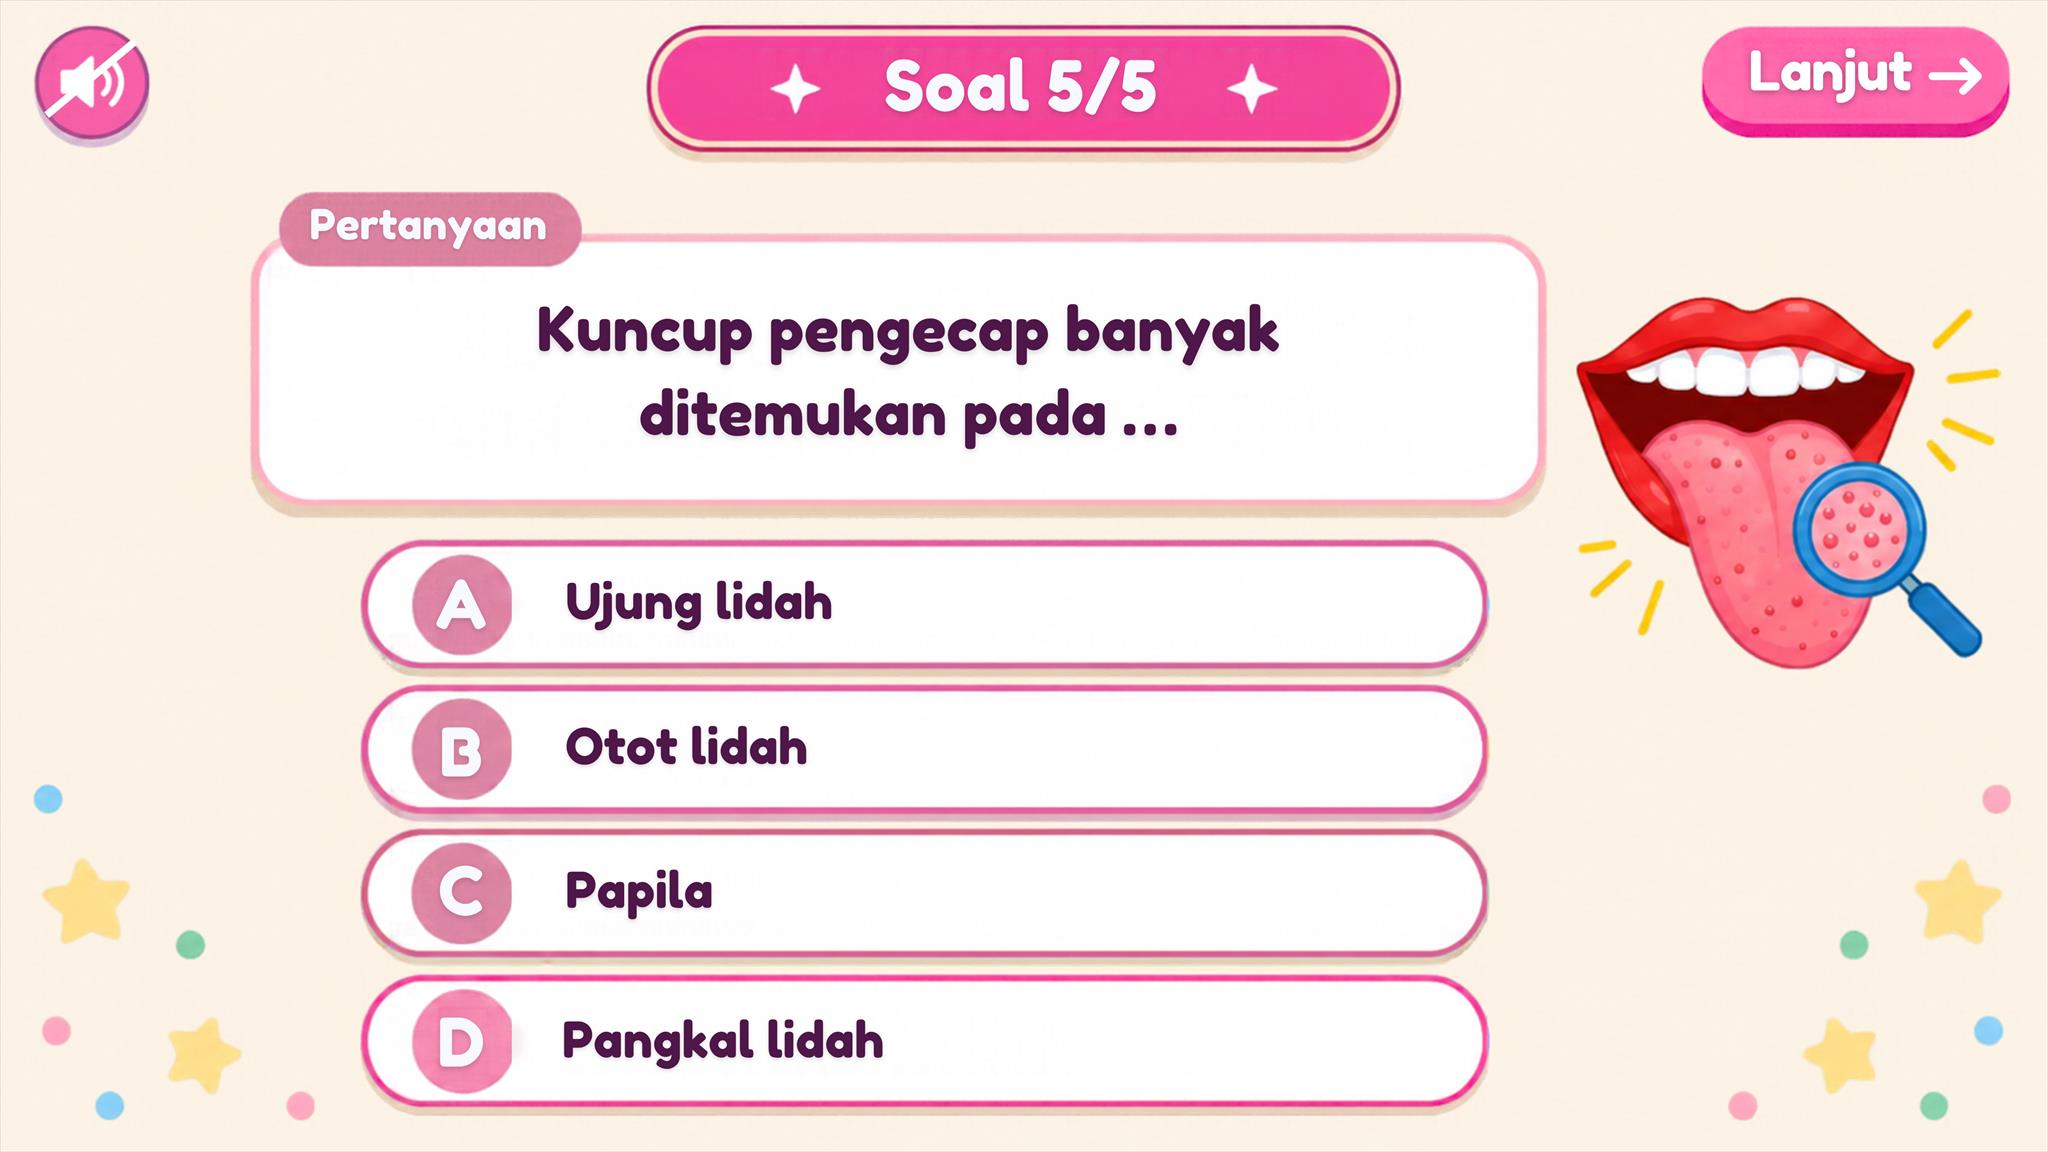 Soal 5/5
Lanjut →
Pertanyaan
Kuncup pengecap banyak
ditemukan pada ...
A Ujung lidah
B Otot lidah
C Papila
D Pangkal lidah